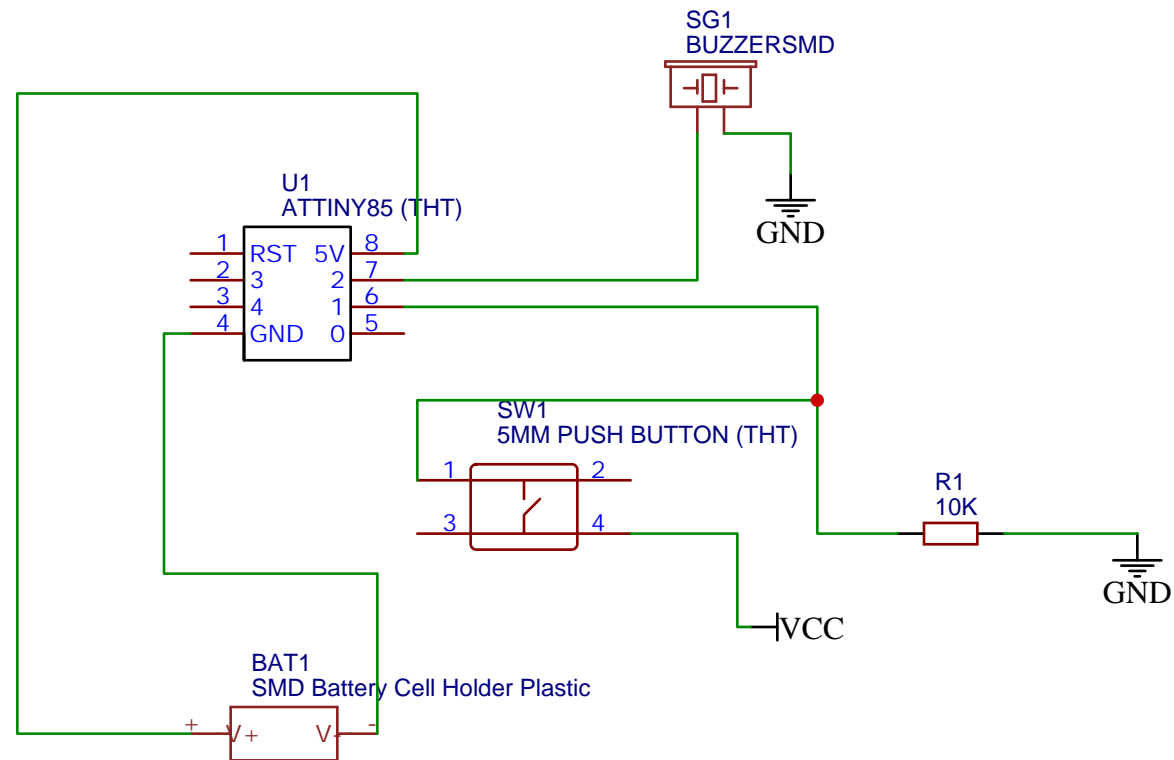 SG1
BUZZERSMD
GND
U1
ATTINY85 (THT)
1 RST 5V 8
2 3 2 7
3 4 1 6
4 GND 0 5
SW1
5MM PUSH BUTTON (THT)
1 2
3 4
R1
10K
GND
VCC
BAT1
SMD Battery Cell Holder Plastic
+ V+ V- -